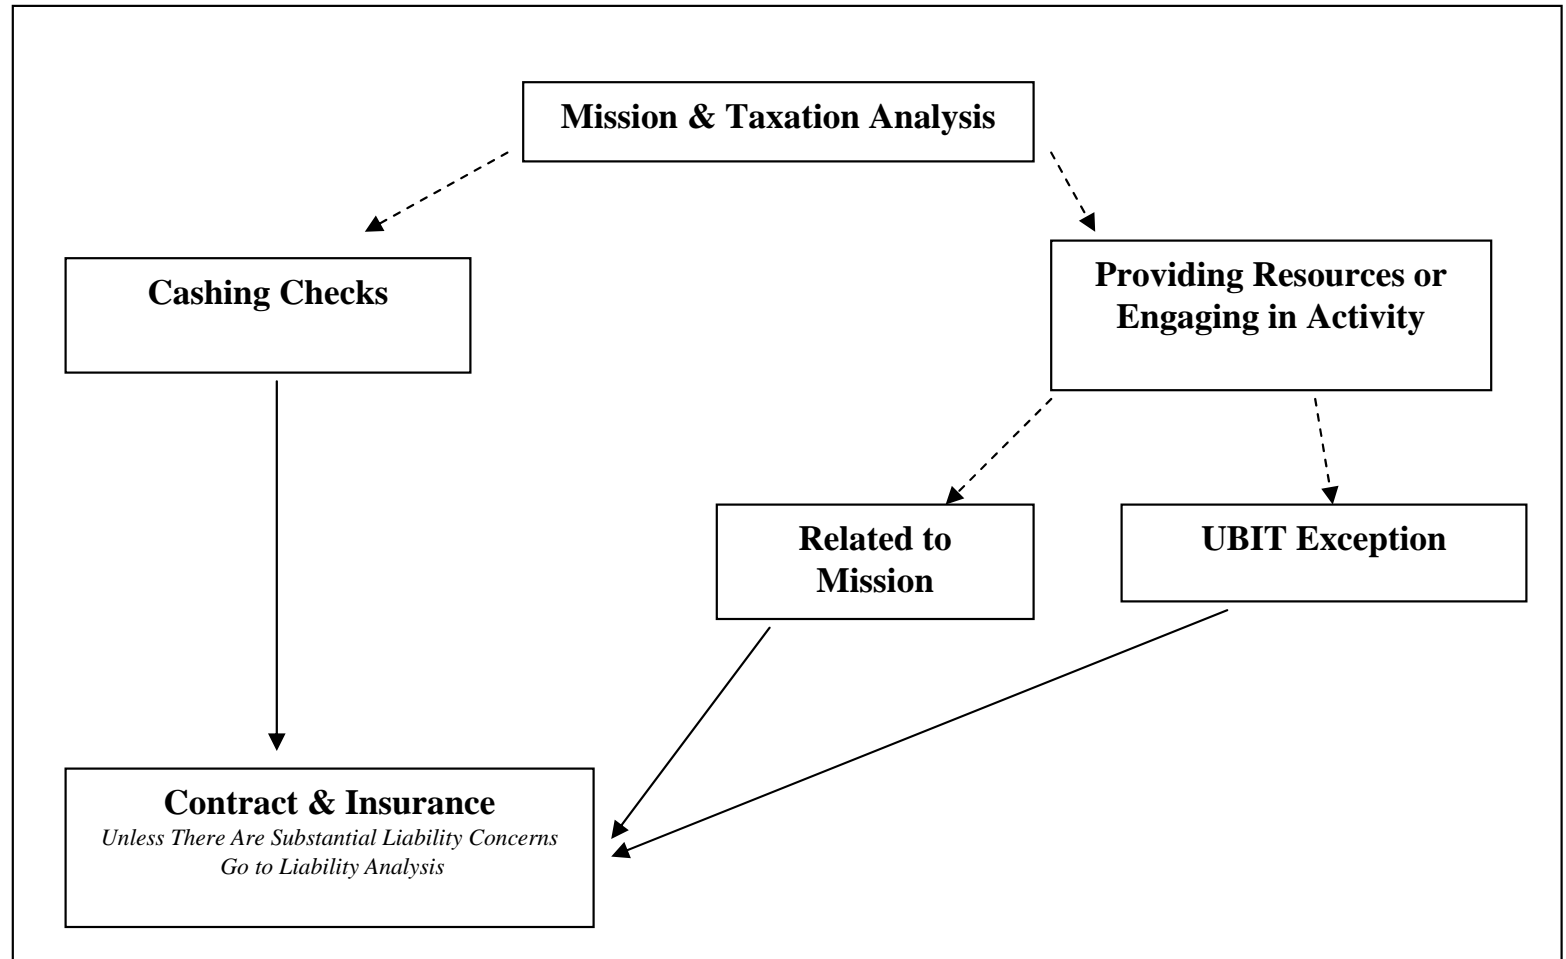 Mission & Taxation Analysis
Cashing Checks
Providing Resources or
Engaging in Activity
Related to
Mission
UBIT Exception
Contract & Insurance
Unless There Are Substantial Liability Concerns
Go to Liability Analysis